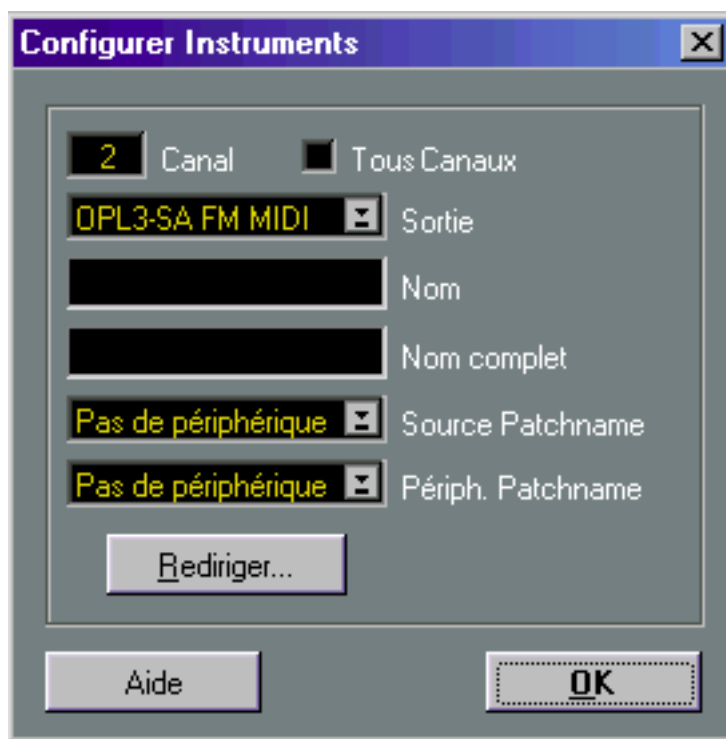 Configurer Instruments
2 Canal Tous Canaux
OPL3-SA FM MIDI Sortie
Nom
Nom complet
Pas de périphérique Source Patchname
Pas de périphérique Périph. Patchname
Rediriger...
Aide OK